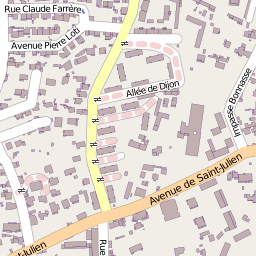 Rue Claude Farrère
Avenue Pierre Loti
Allée de Dijon
Impasse Bonnasse
Avenue de Saint-Julien
t-Julien
Rue